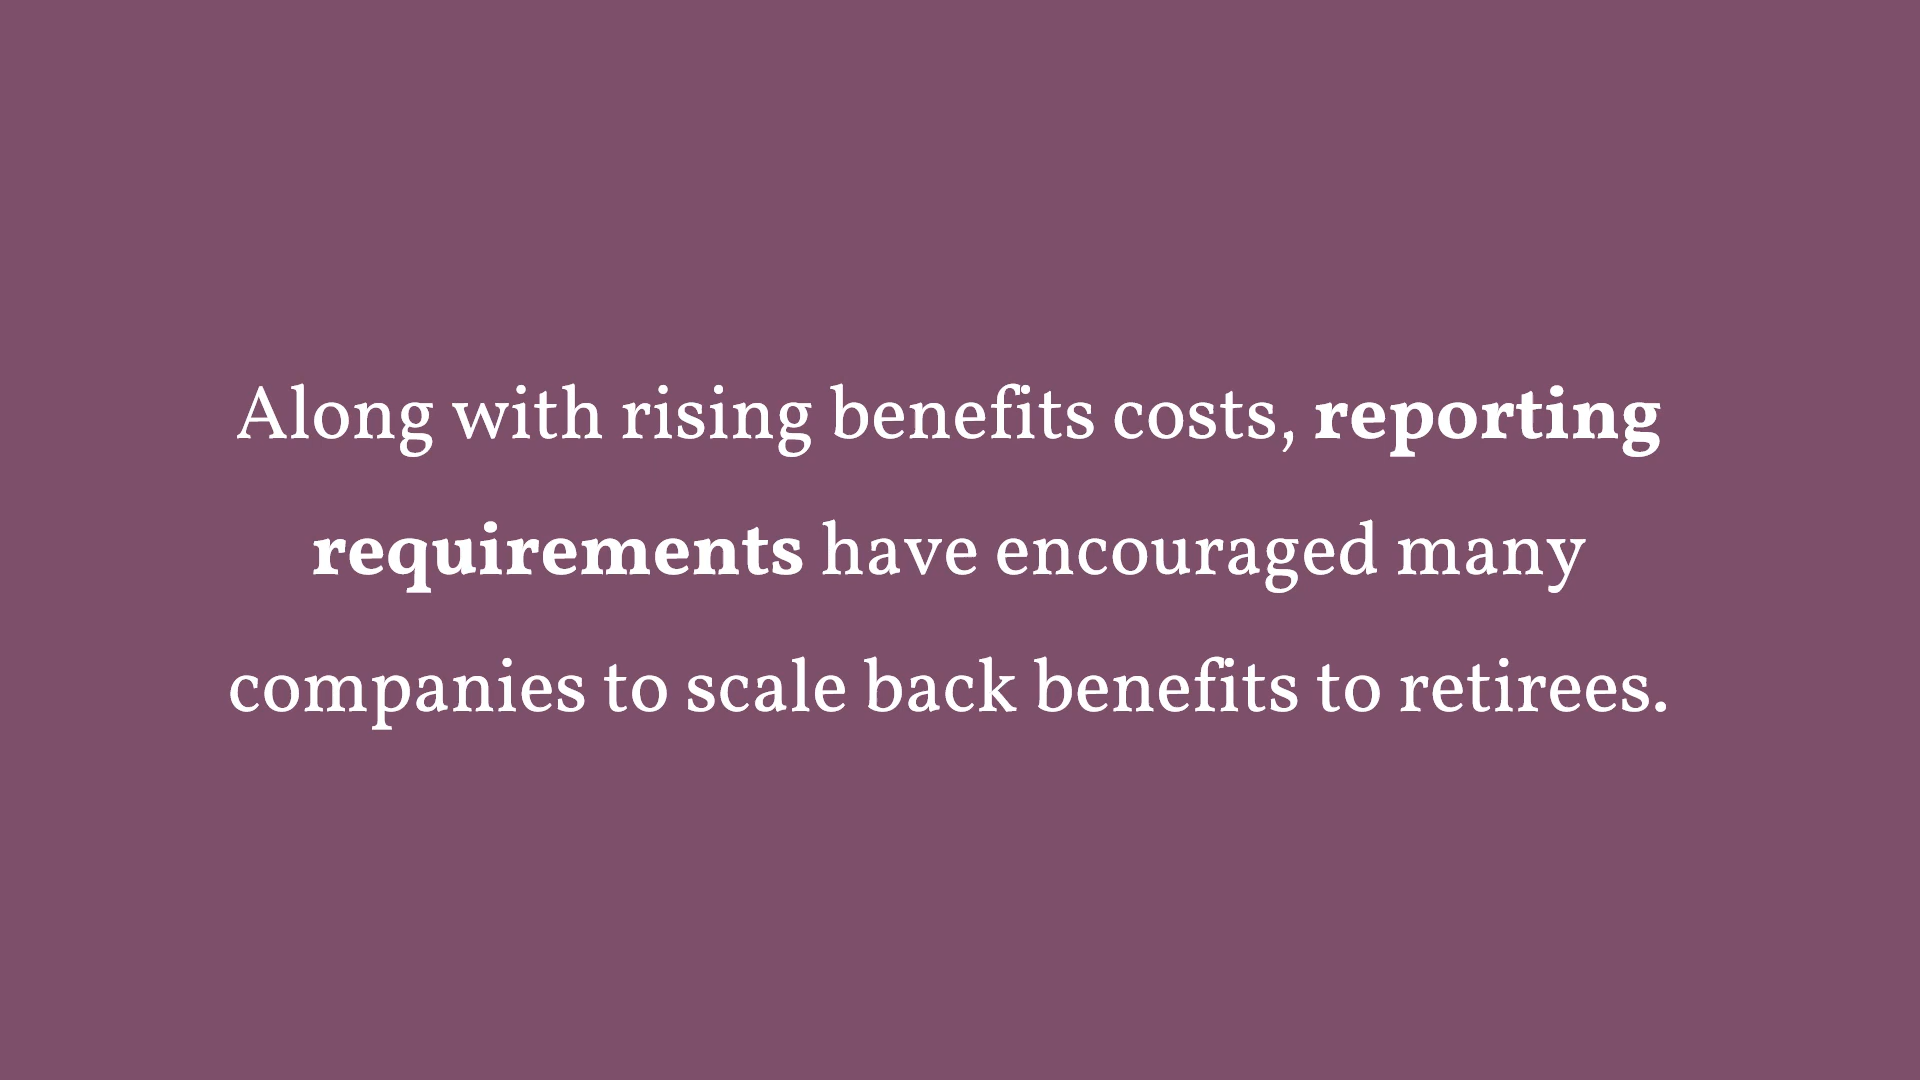 Along with rising benefits costs, reporting
requirements have encouraged many
companies to scale back benefits to retirees.